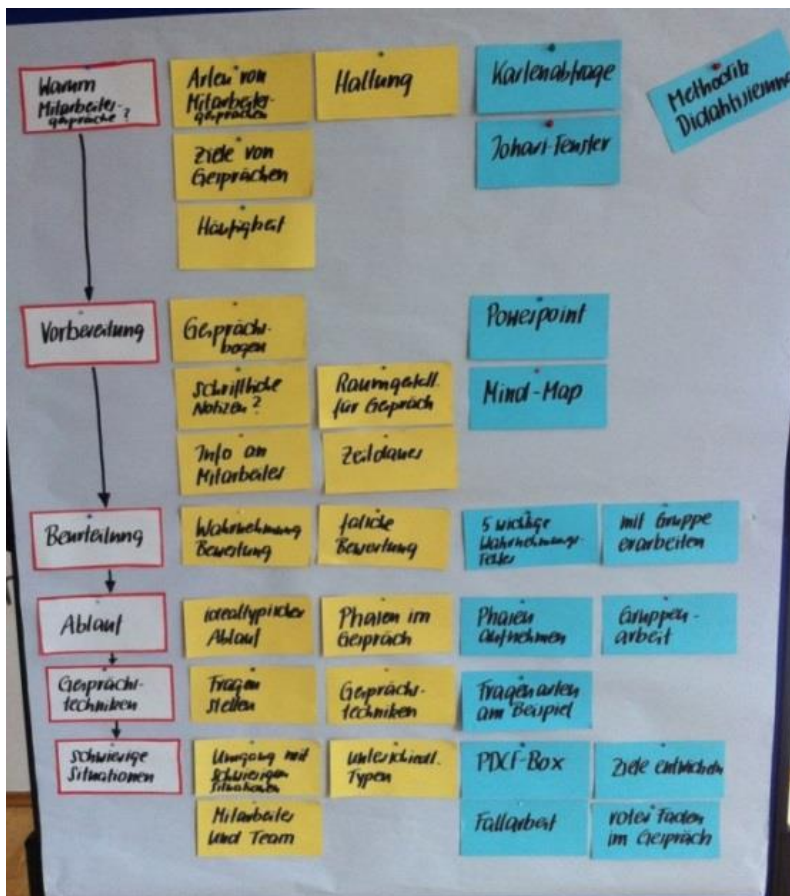 Warum
Mitarbeiter-
gespräche?
Arten von
Mitarbeiter-
gesprächen
Haltung
Kartenabfrage
Methodik
Didaktisierung
Ziele von
Gesprächen
Johari-Fenster
Häufigkeit
Vorbereitung
Gesprächs-
bogen
Powerpoint
schriftliche
Notizen?
Raumgestalt.
für Gespräch
Mind-Map
Info an
Mitarbeiter
Zeitdauer
Beurteilung
Wahrnehmung
Bewertung
falsche
Bewertung
5 wichtige
Wahrnehmungs-
fehler
mit Gruppe
erarbeiten
Ablauf
idealtypischer
Ablauf
Phasen im
Gespräch
Phasen
aufnehmen
Gruppen-
arbeit
Gesprächs-
techniken
Fragen
stellen
Gesprächs-
techniken
Fragenarten
am Beispiel
schwierige
Situationen
Umgang mit
schwierigen
Situationen
unterschiedl.
Typen
PDCF-Box
Ziele entwickeln
Mitarbeiter
und Team
Fallarbeit
roter Faden
im Gespräch